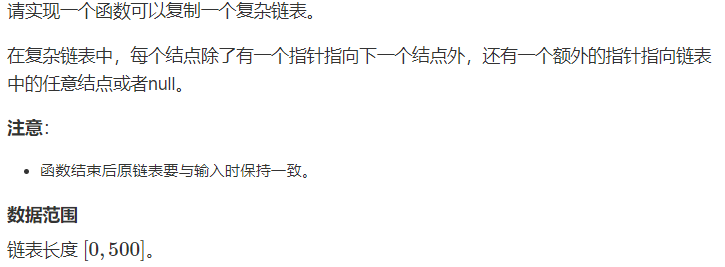 请实现一个函数可以复制一个复杂链表。
在复杂链表中，每个结点除了有一个指针指向下一个结点外，还有一个额外的指针指向链表
中的任意结点或者null。
注意：
• 函数结束后原链表要与输入时保持一致。
数据范围
链表长度 [0, 500]。